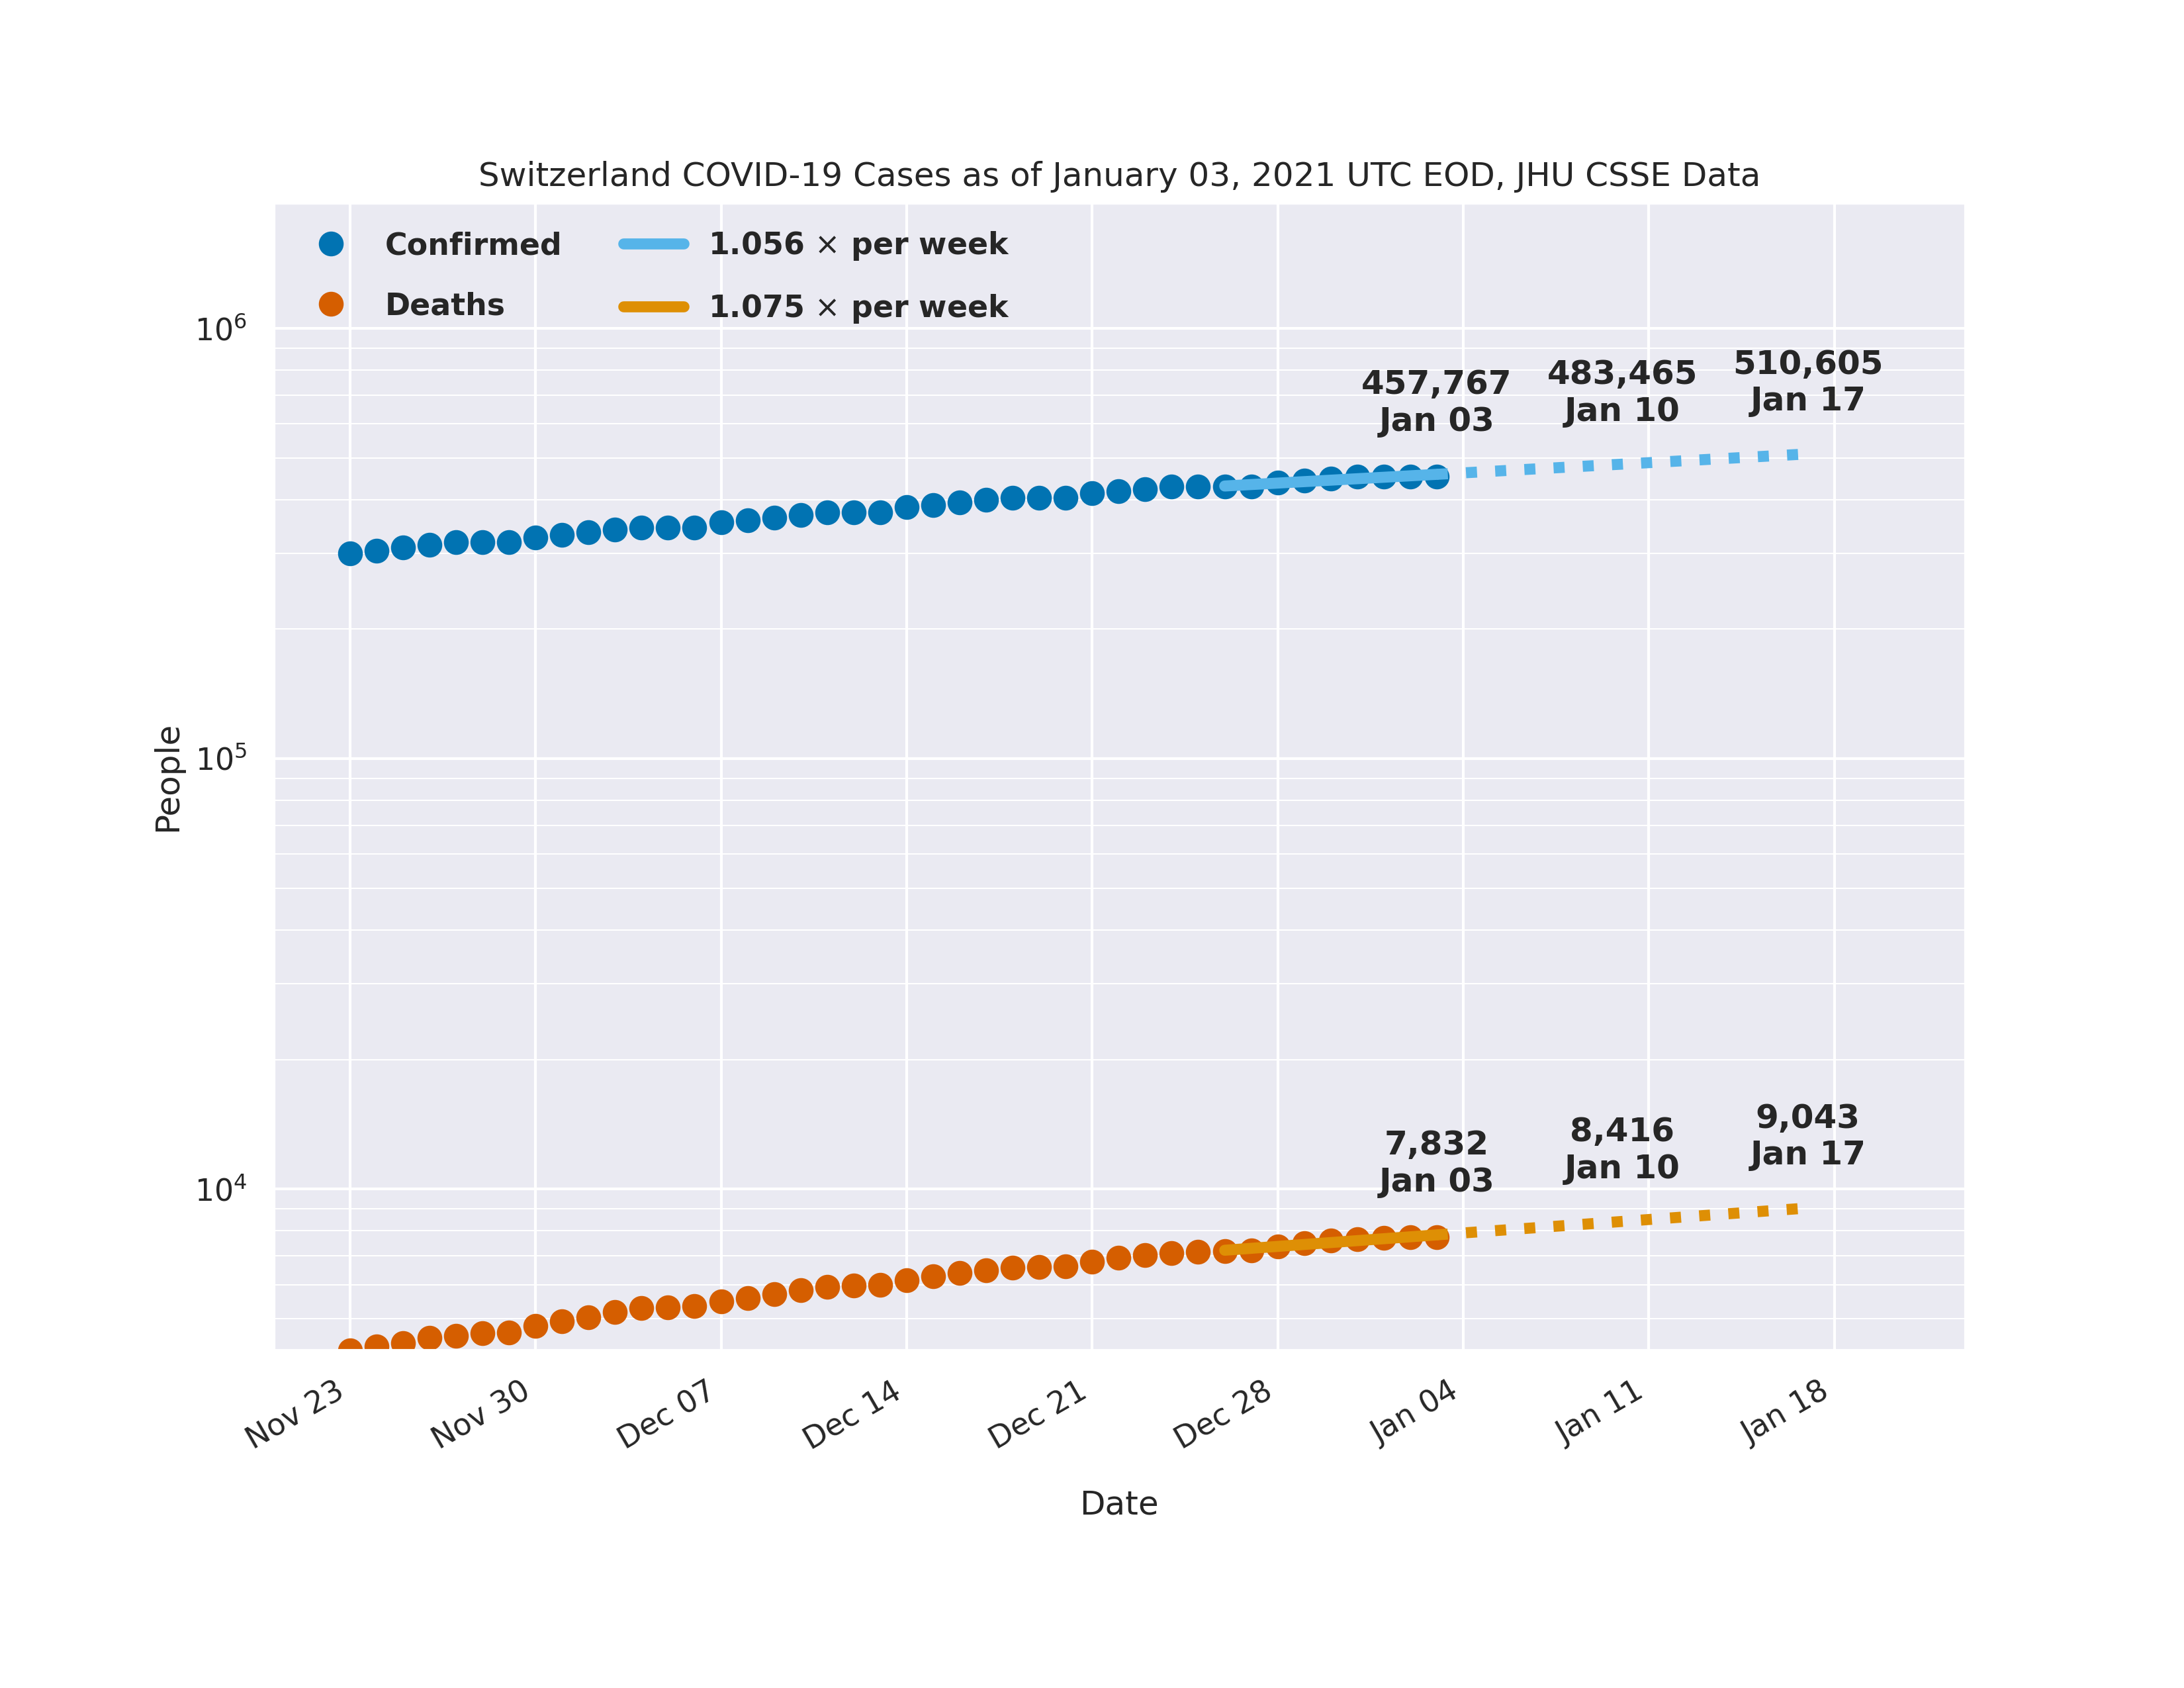 Switzerland COVID-19 Cases as of January 03, 2021 UTC EOD, JHU CSSE Data
Confirmed
Deaths
1.056 × per week
1.075 × per week
10⁶
10⁵
10⁴
People
457,767
Jan 03
483,465
Jan 10
510,605
Jan 17
7,832
Jan 03
8,416
Jan 10
9,043
Jan 17
Nov 23
Nov 30
Dec 07
Dec 14
Dec 21
Dec 28
Jan 04
Jan 11
Jan 18
Date